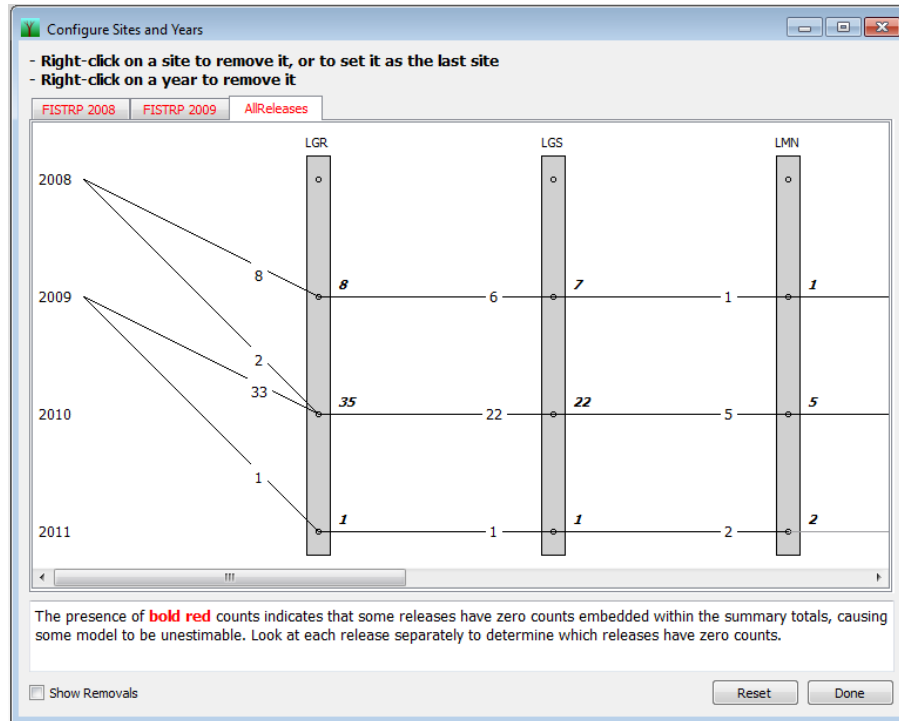 Configure Sites and Years
- Right-click on a site to remove it, or to set it as the last site
- Right-click on a year to remove it
FISTRP 2008 FISTRP 2009 AllReleases
LGR LGS LMN
2008
8 8 6 7 1 1
2009
2
33 35 22 22 5 5
2010
1
1 1 1 2 2
2011
The presence of bold red counts indicates that some releases have zero counts embedded within the summary totals, causing
some model to be unestimable. Look at each release separately to determine which releases have zero counts.
Show Removals Reset Done